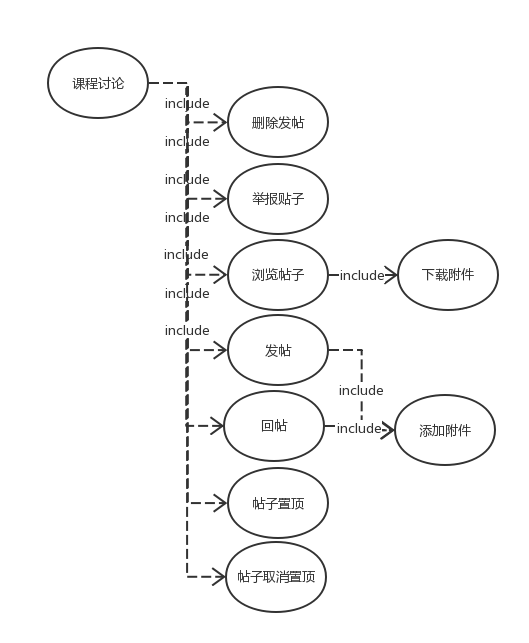 课程讨论
include
删除发帖
include
include
举报贴子
include
include
浏览帖子
include
下载附件
include
include
发帖
include
回帖
include
添加附件
帖子置顶
帖子取消置顶